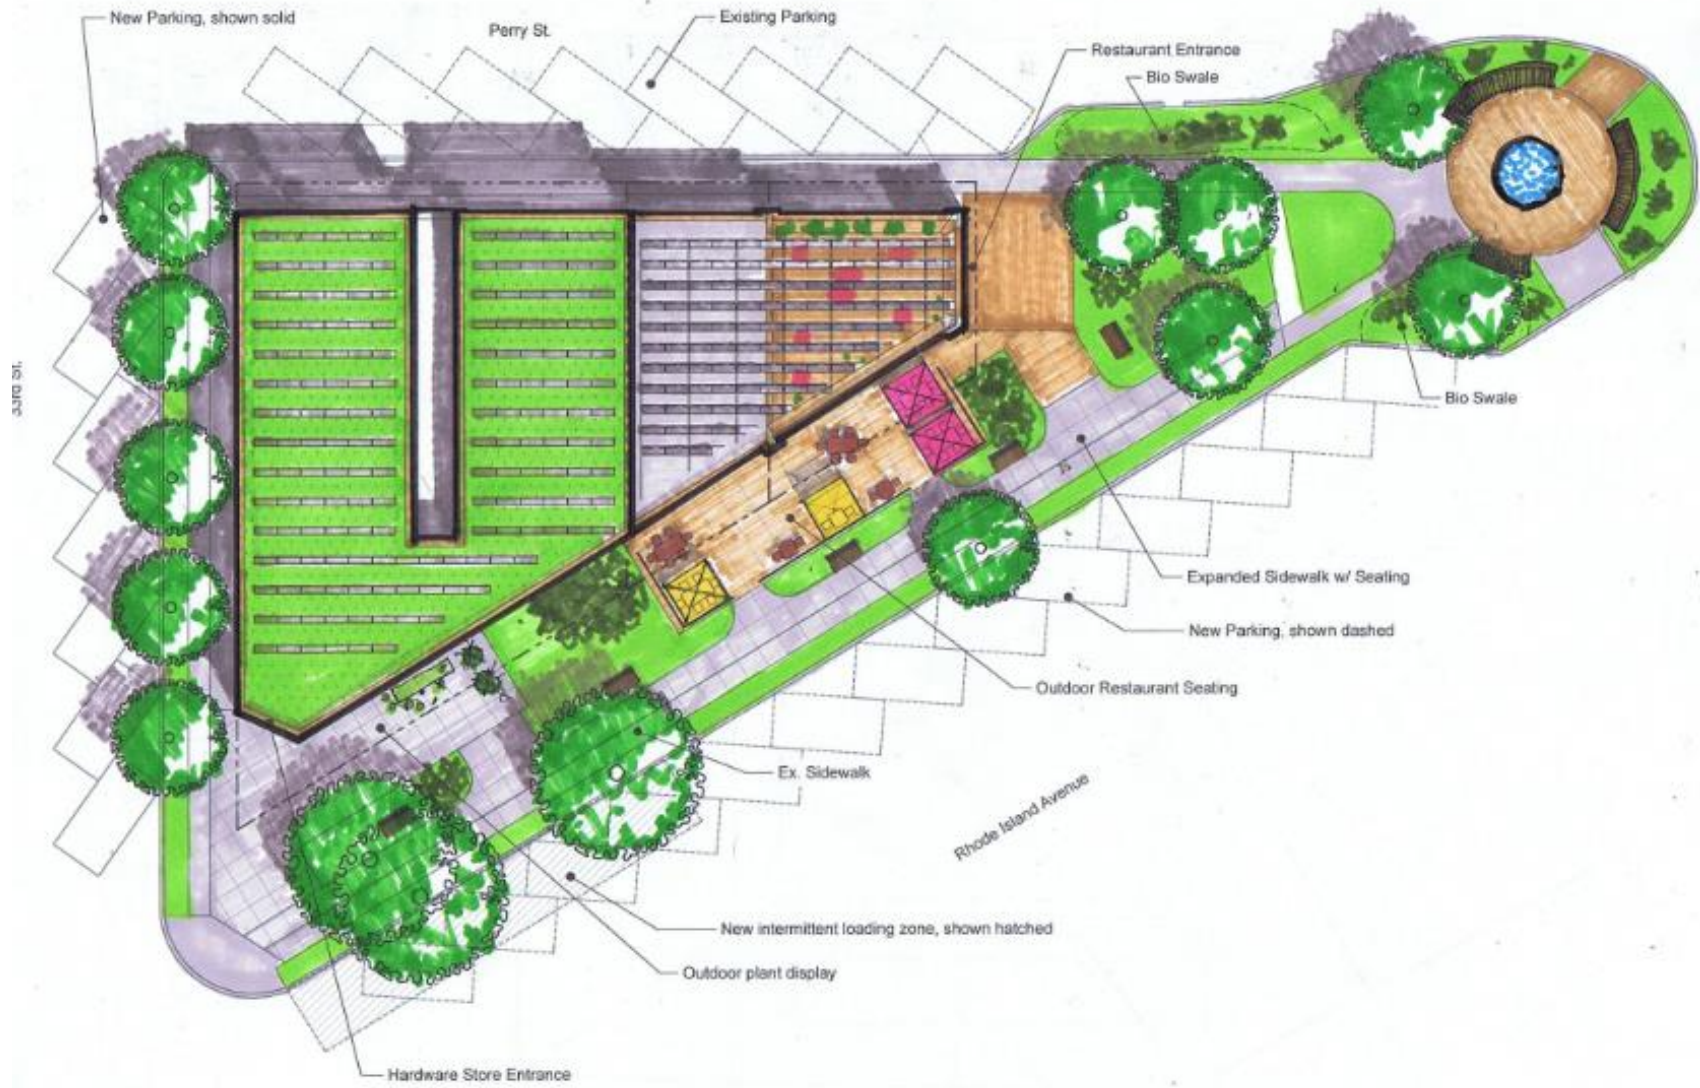 New Parking, shown solid
Perry St.
Existing Parking
Restaurant Entrance
Bio Swale
33rd St.
Bio Swale
Expanded Sidewalk w/ Seating
New Parking, shown dashed
Outdoor Restaurant Seating
Ex. Sidewalk
Rhode Island Avenue
New intermittent loading zone, shown hatched
Outdoor plant display
Hardware Store Entrance